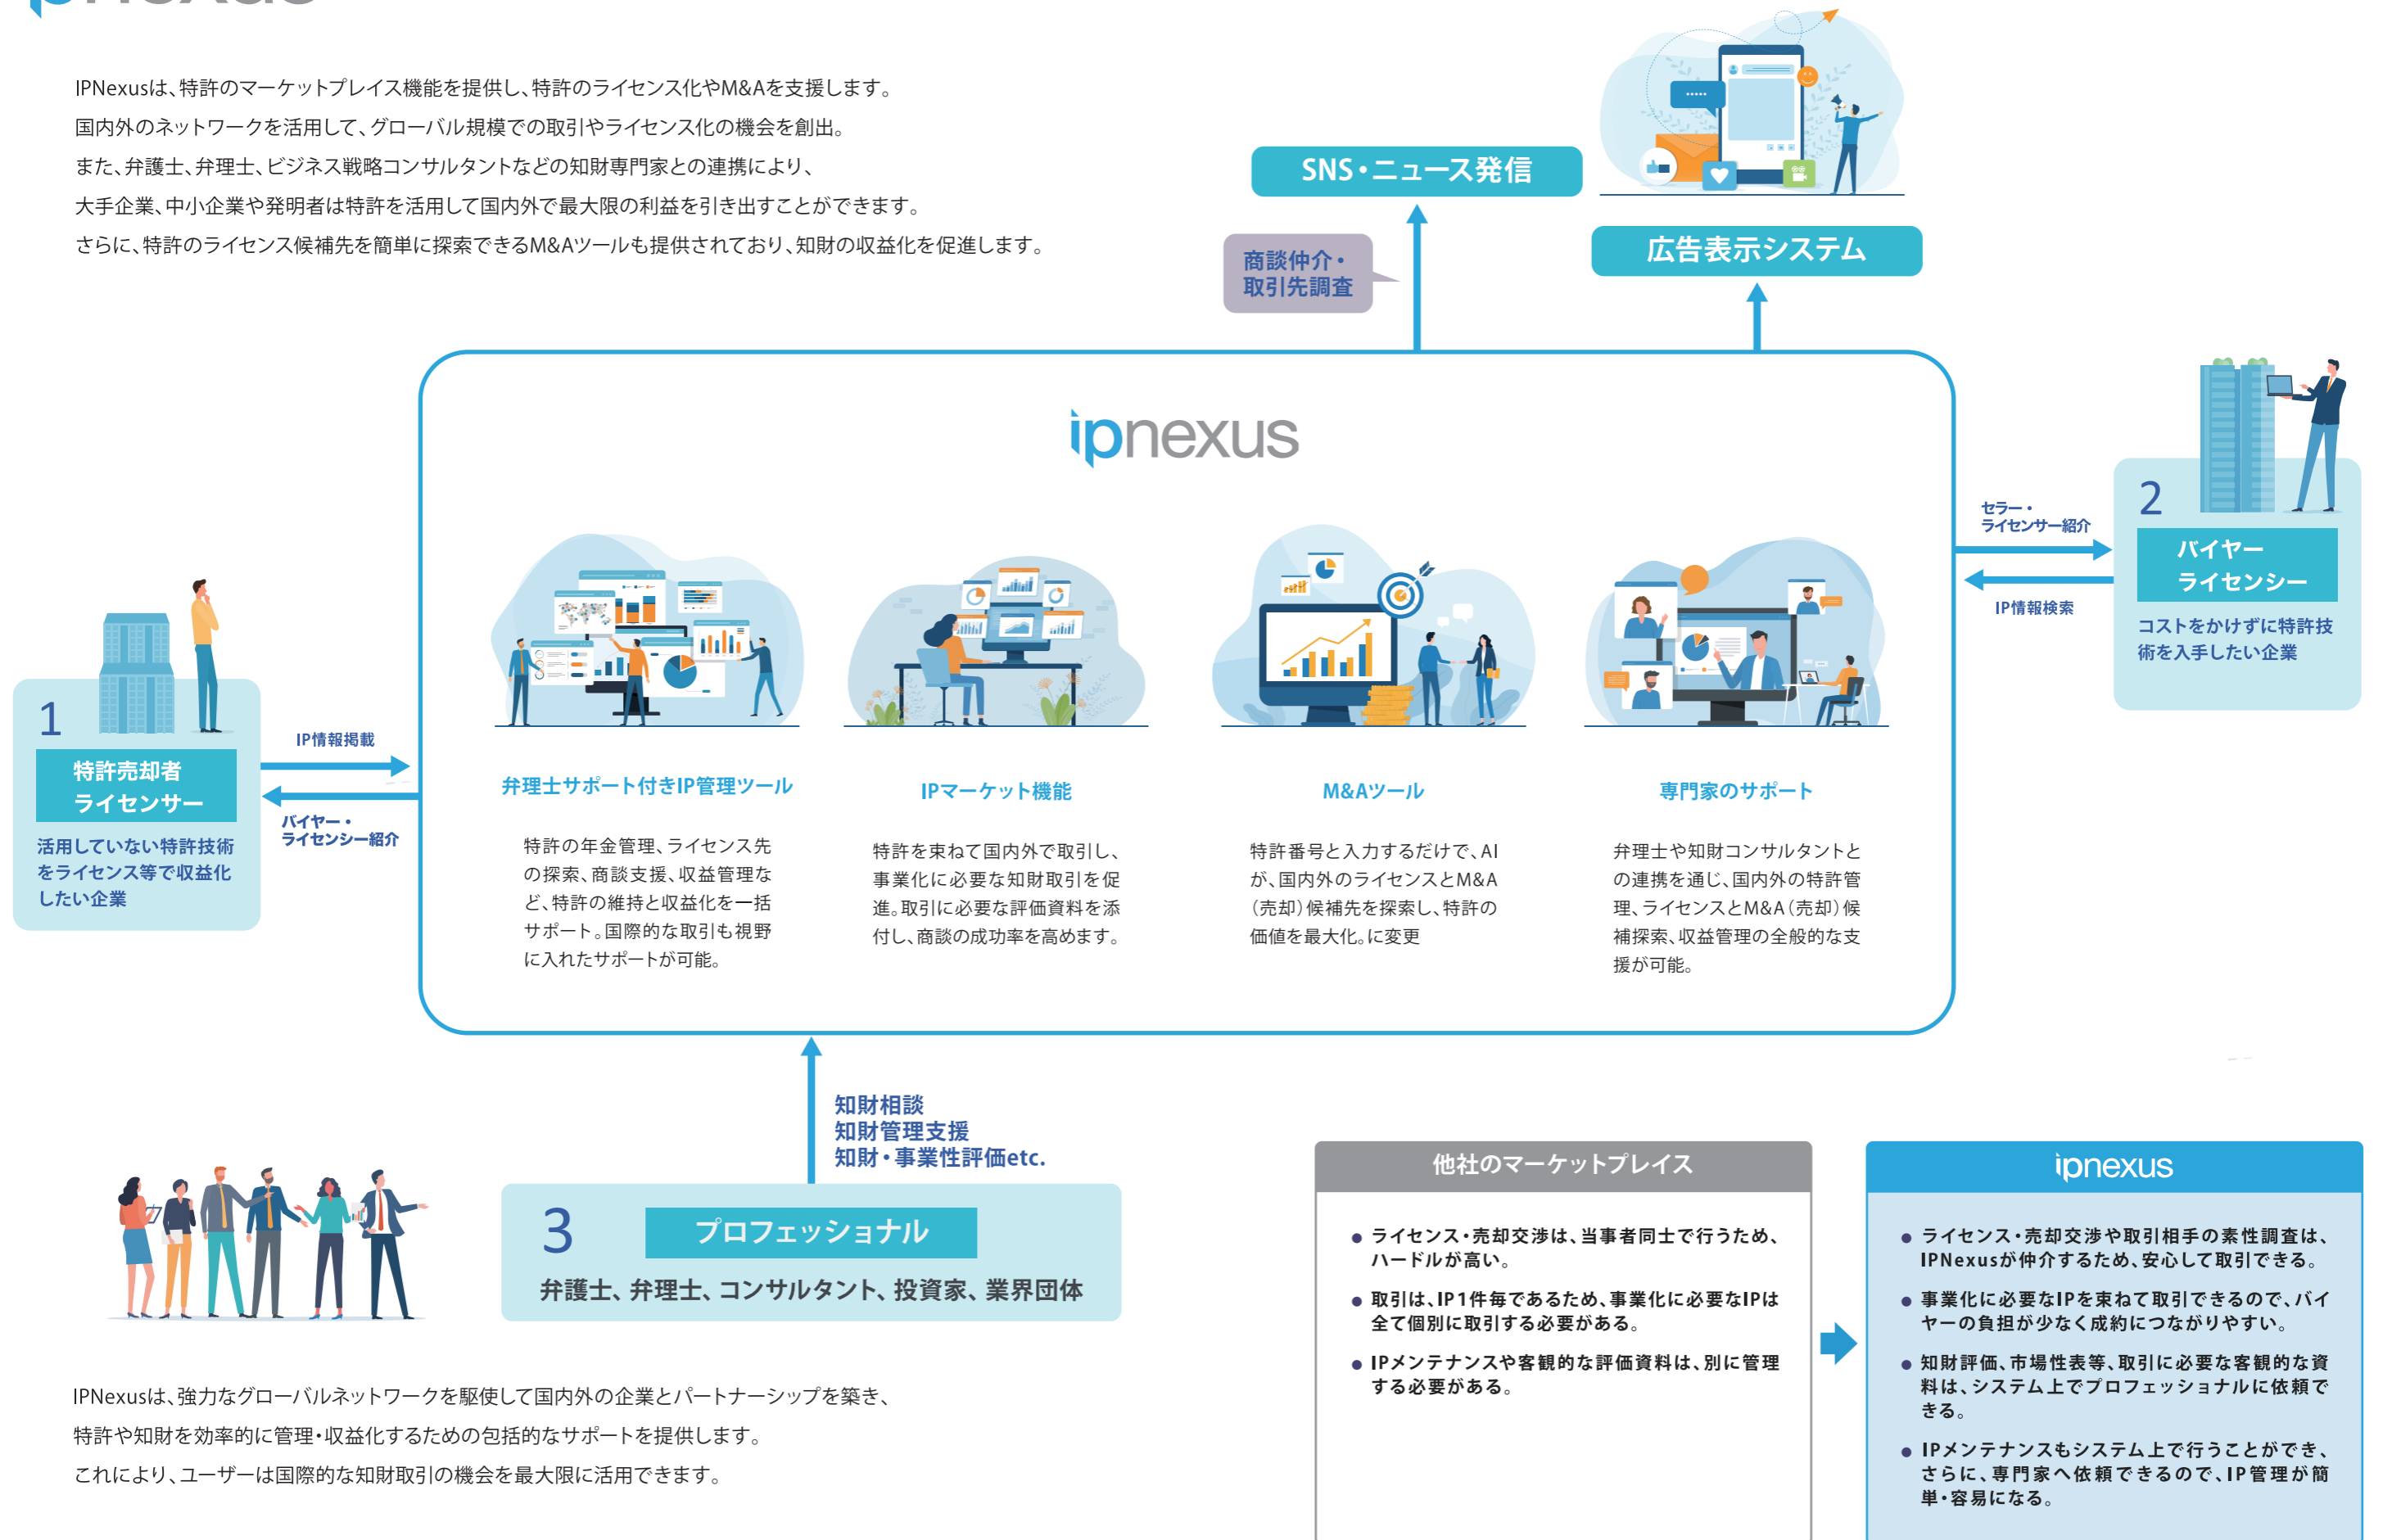 ipnexus
IPNexusは、特許のマーケットプレイス機能を提供し、特許のライセンス化やM&Aを支援します。
国内外のネットワークを活用して、グローバル規模での取引やライセンス化の機会を創出。
また、弁護士、弁理士、ビジネス戦略コンサルタントなどの知財専門家との連携により、
大手企業、中小企業や発明者は特許を活用して国内外で最大限の利益を引き出すことができます。
さらに、特許のライセンス候補先を簡単に探索できるM&Aツールも提供されており、知財の収益化を促進します。
SNS・ニュース発信
広告表示システム
商談仲介・
取引先調査
ipnexus
1
特許売却者
ライセンサー
活用していない特許技術
をライセンス等で収益化
したい企業
IP情報掲載
バイヤー・
ライセンシー紹介
弁理士サポート付きIP管理ツール
特許の年金管理、ライセンス先
の探索、商談支援、収益管理な
ど、特許の維持と収益化を一括
サポート。国際的な取引も視野
に入れたサポートが可能。
IPマーケット機能
特許を束ねて国内外で取引し、
事業化に必要な知財取引を促
進。取引に必要な評価資料を添
付し、商談の成功率を高めます。
M&Aツール
特許番号と入力するだけで、AI
が、国内外のライセンスとM&A
（売却）候補先を探索し、特許の
価値を最大化。に変更
専門家のサポート
弁理士や知財コンサルタントと
の連携を通じ、国内外の特許管
理、ライセンスとM&A（売却）候
補探索、収益管理の全般的な支
援が可能。
セラー・
ライセンサー紹介
IP情報検索
2
バイヤー
ライセンシー
コストをかけずに特許技
術を入手したい企業
知財相談
知財管理支援
知財・事業性評価etc.
3
プロフェッショナル
弁護士、弁理士、コンサルタント、投資家、業界団体
IPNexusは、強力なグローバルネットワークを駆使して国内外の企業とパートナーシップを築き、
特許や知財を効率的に管理・収益化するための包括的なサポートを提供します。
これにより、ユーザーは国際的な知財取引の機会を最大限に活用できます。
他社のマーケットプレイス
● ライセンス・売却交渉は、当事者同士で行うため、
ハードルが高い。
● 取引は、IP1件毎であるため、事業化に必要なIPは
全て個別に取引する必要がある。
● IPメンテナンスや客観的な評価資料は、別に管理
する必要がある。
ipnexus
● ライセンス・売却交渉や取引相手の素性調査は、
IPNexusが仲介するため、安心して取引できる。
● 事業化に必要なIPを束ねて取引できるので、バイ
ヤーの負担が少なく成約につながりやすい。
● 知財評価、市場性表等、取引に必要な客観的な資
料は、システム上でプロフェッショナルに依頼で
きる。
● IPメンテナンスもシステム上で行うことができ、
さらに、専門家へ依頼できるので、IP管理が簡
単・容易になる。